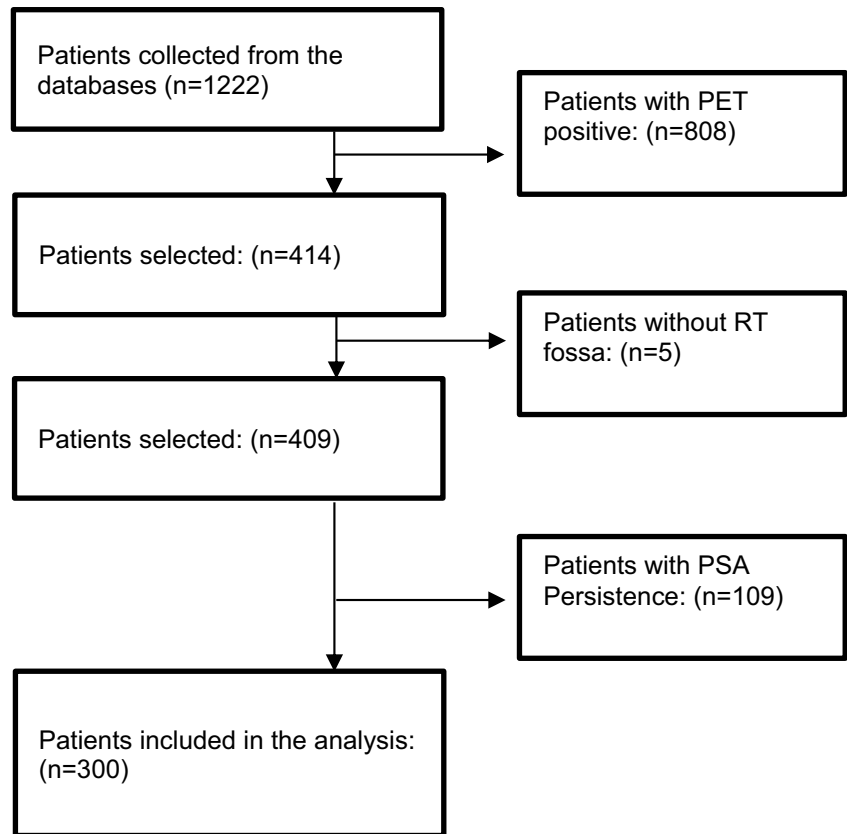 Patients collected from the
databases (n=1222)
Patients with PET
positive: (n=808)
Patients selected: (n=414)
Patients without RT
fossa: (n=5)
Patients selected: (n=409)
Patients with PSA
Persistence: (n=109)
Patients included in the analysis:
(n=300)